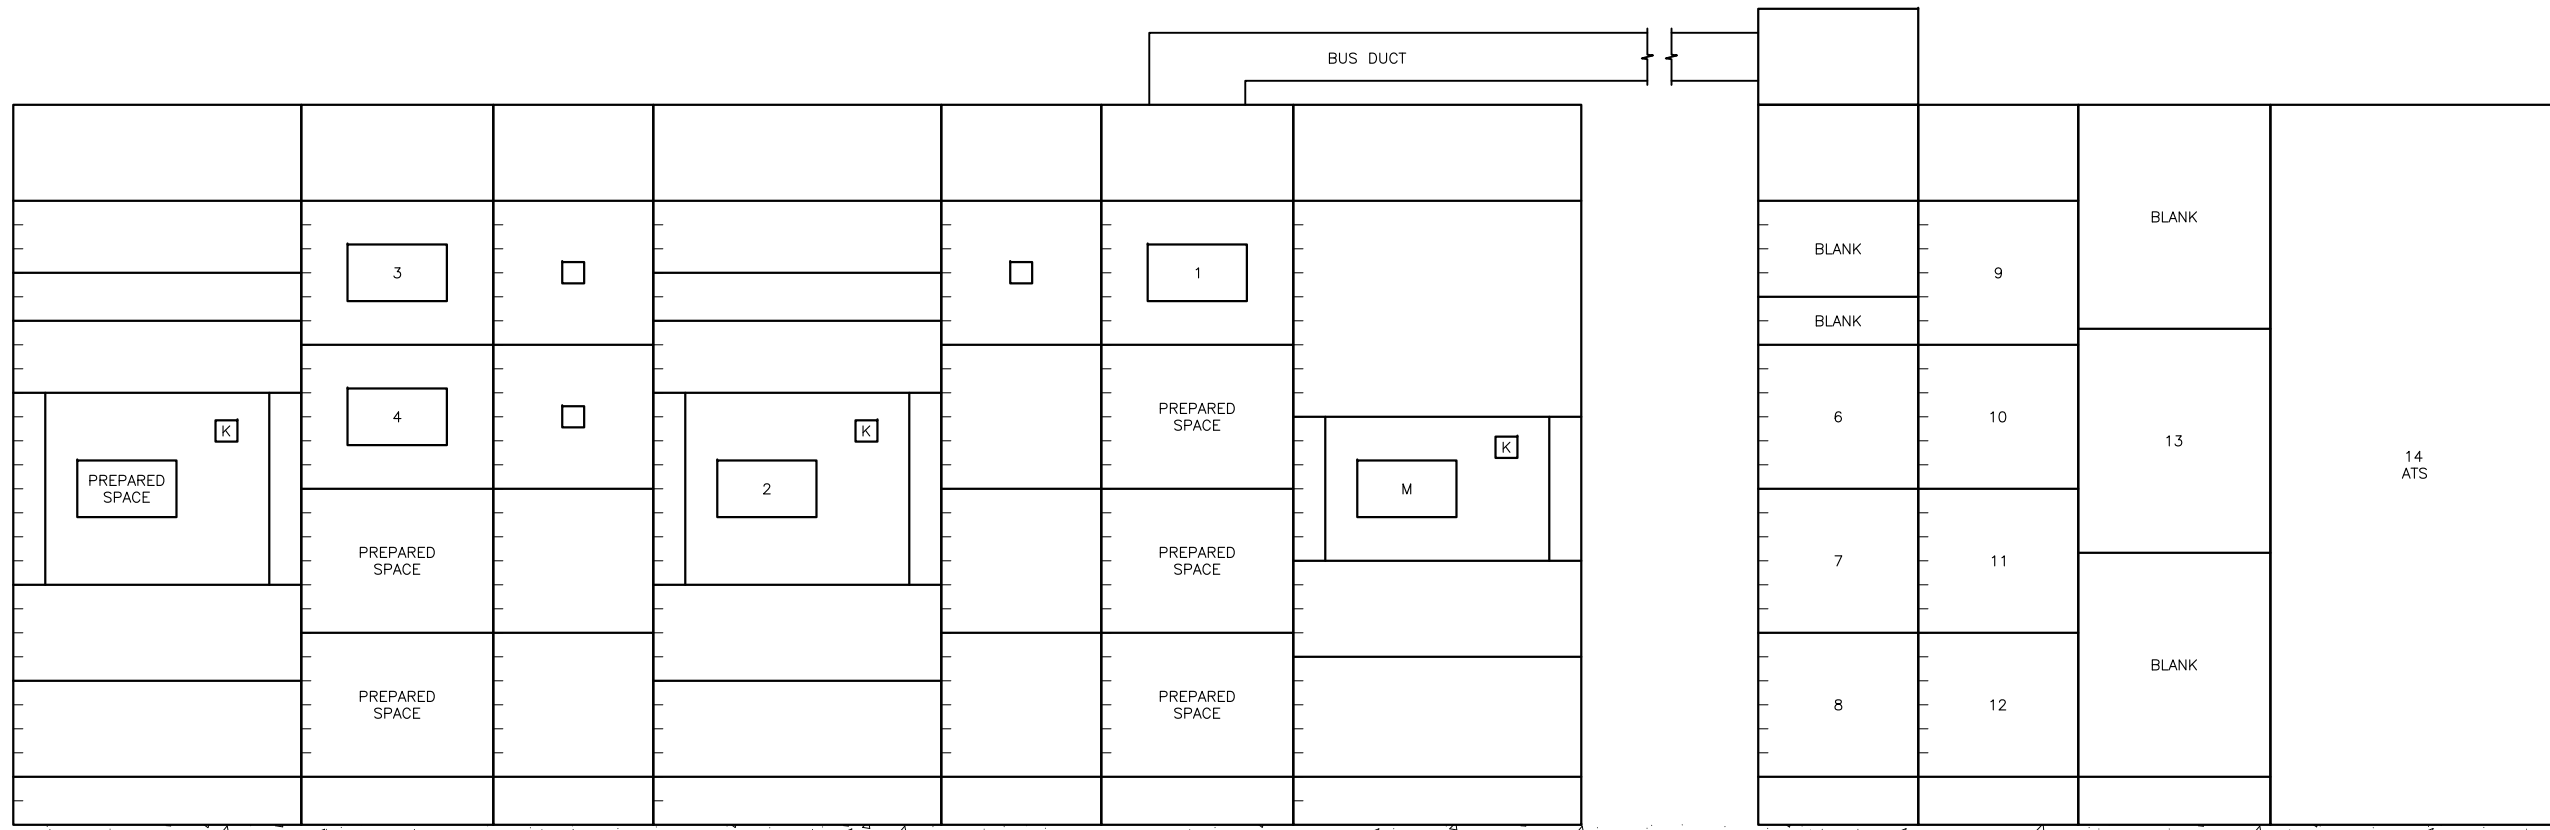 BUS DUCT
BLANK
BLANK
3
1
9
BLANK
4
PREPARED
SPACE
6
10
K
K
K
13
PREPARED
SPACE
2
M
14
ATS
PREPARED
SPACE
PREPARED
SPACE
7
11
BLANK
PREPARED
SPACE
PREPARED
SPACE
8
12